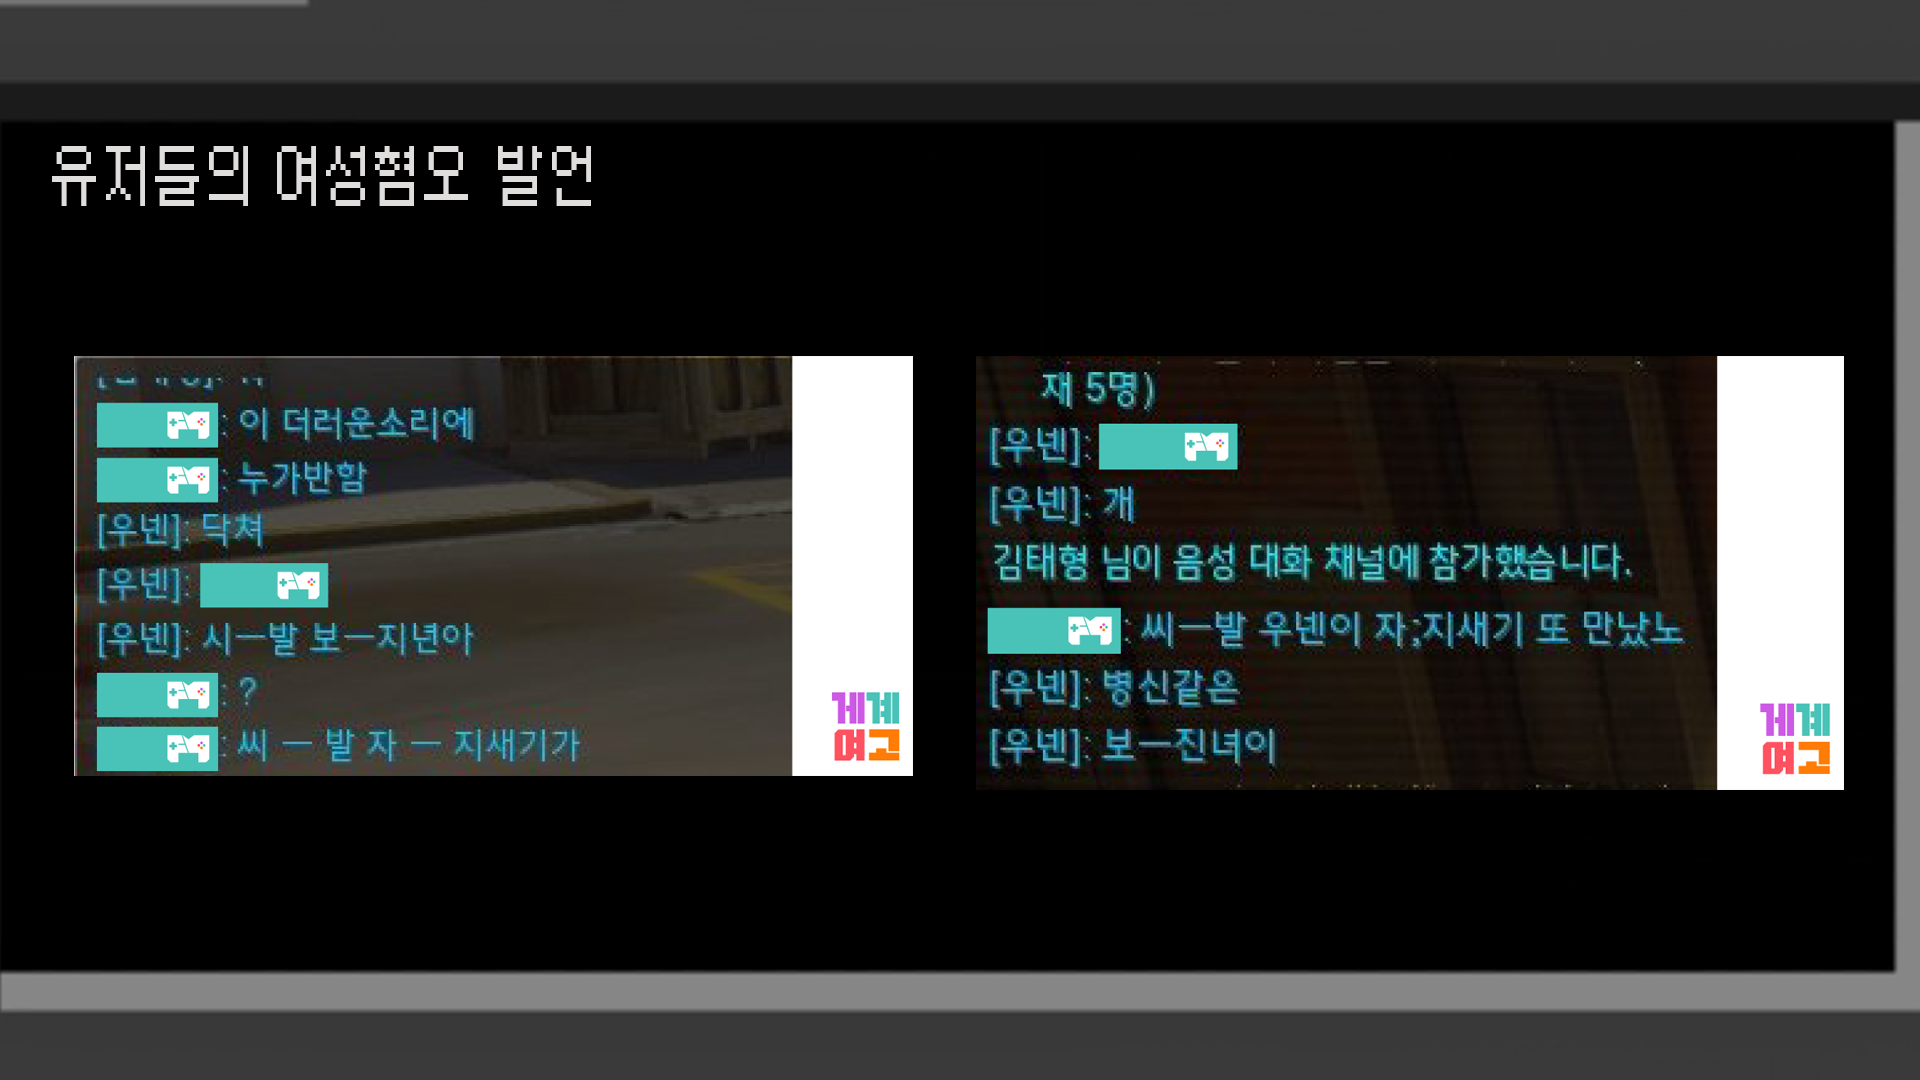 유저들의 여성혐오 발언
: 이 더러운소리에
: 누가반함
[우넨]: 닥쳐
[우넨]:
[우넨]: 시ㅡ발 보ㅡ지년아
: ?
: 씨 ㅡ 발 자 ㅡ 지새기가
게계
여고
재 5명)
[우넨]:
[우넨]: 개
김태형 님이 음성 대화 채널에 참가했습니다.
: 씨ㅡ발 우넨이 자;지새기 또 만났노
[우넨]: 병신같은
[우넨]: 보ㅡ진녀이
게계
여고